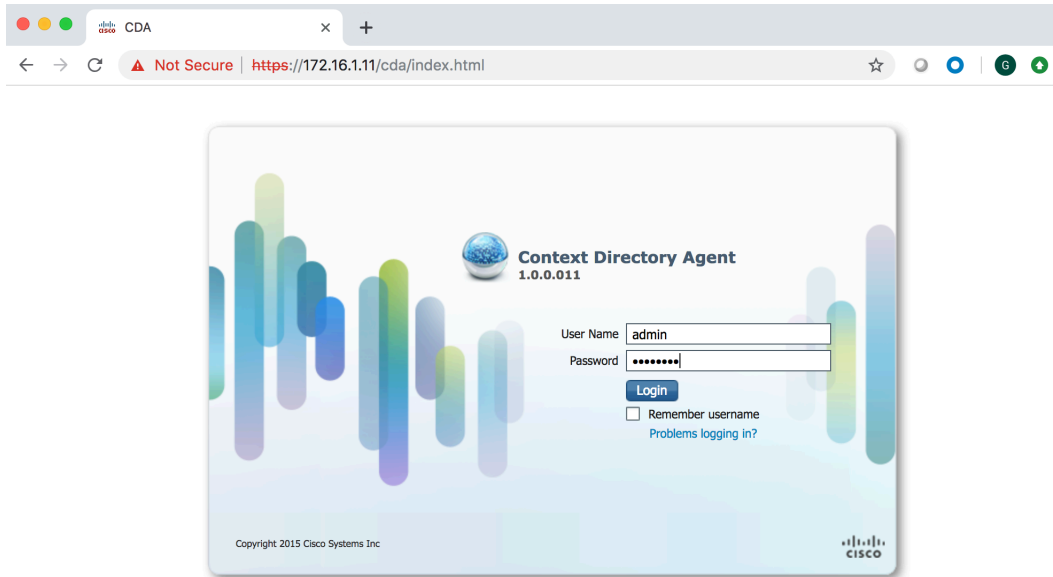 CDA
Not Secure | https://172.16.1.11/cda/index.html
G
Context Directory Agent
1.0.0.011
User Name admin
Password ••••••••
Login
Remember username
Problems logging in?
Copyright 2015 Cisco Systems Inc
CISCO